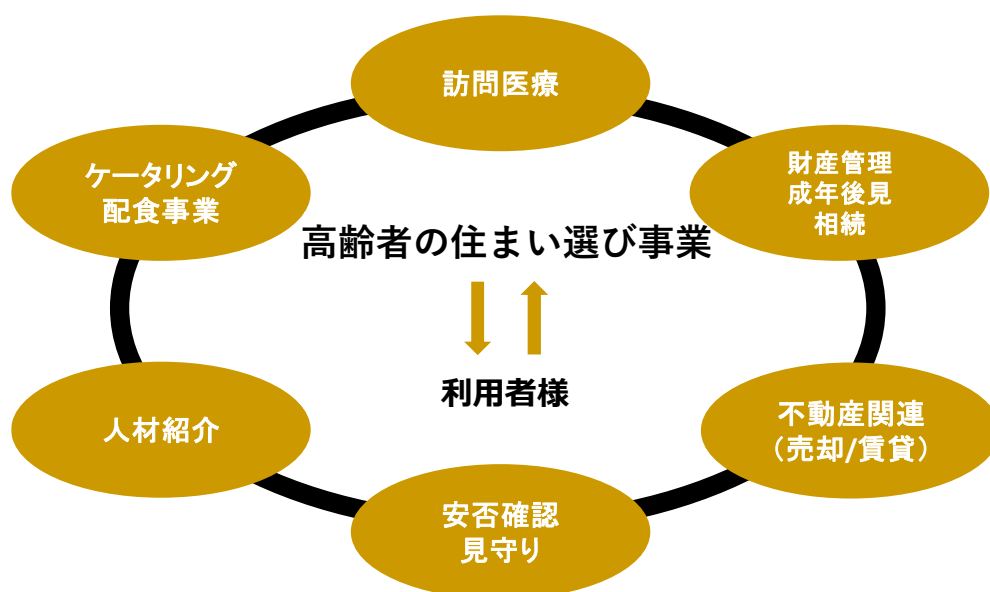 訪問医療
ケータリング
配食事業
財産管理
成年後見
相続
高齢者の住まい選び事業
利用者様
人材紹介
不動産関連
（売却/賃貸）
安否確認
見守り